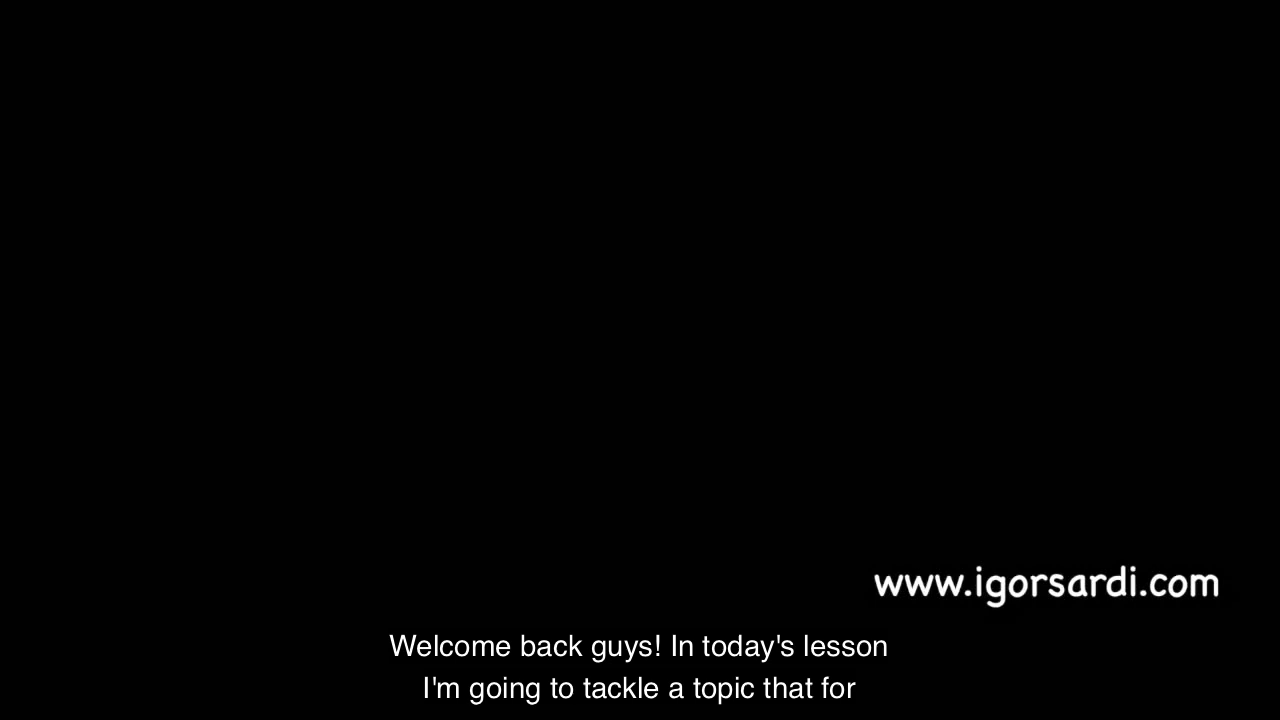 www.igorsardi.com
Welcome back guys! In today's lesson
I'm going to tackle a topic that for